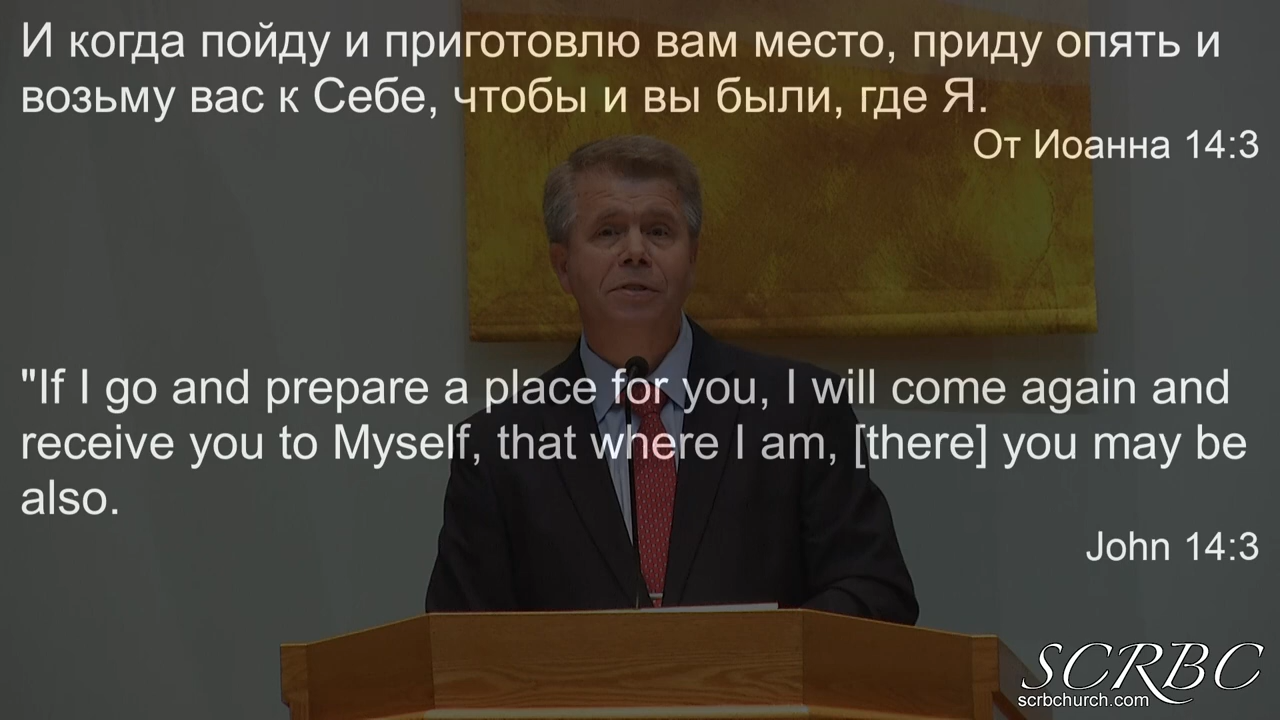 И когда пойду и приготовлю вам место, приду опять и
возьму вас к Себе, чтобы и вы были, где Я.
От Иоанна 14:3
"If I go and prepare a place for you, I will come again and
receive you to Myself, that where I am, [there] you may be
also.
John 14:3
SCRBC
scrbchurch.com